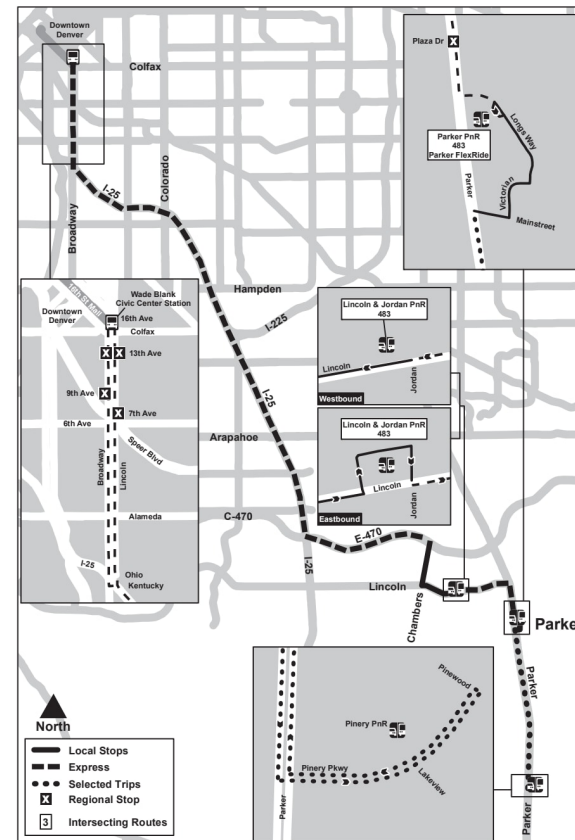 Downtown
Denver
Colfax
I-25
Colorado
Broadway
Hampden
I-225
I-25
Arapahoe
C-470
E-470
I-25
Lincoln
Chambers
Parke
Parker
Parker
Plaza Dr
Longs Way
Parker PnR
483
Parker FlexRide
Parker
Victorian
Mainstreet
16th St Mall
Wade Blank
Civic Center Station
Downtown
Denver
16th Ave
Colfax
13th Ave
9th Ave
7th Ave
6th Ave
Speer Blvd
Broadway
Lincoln
Alameda
I-25
Ohio
Kentucky
Lincoln & Jordan PnR
483
Lincoln
Jordan
Westbound
Lincoln & Jordan PnR
483
Lincoln
Jordan
Eastbound
Pinewood
Pinery PnR
Pinery Pkwy
Lakeview
Parker
North
Local Stops
Express
Selected Trips
X Regional Stop
3 Intersecting Routes